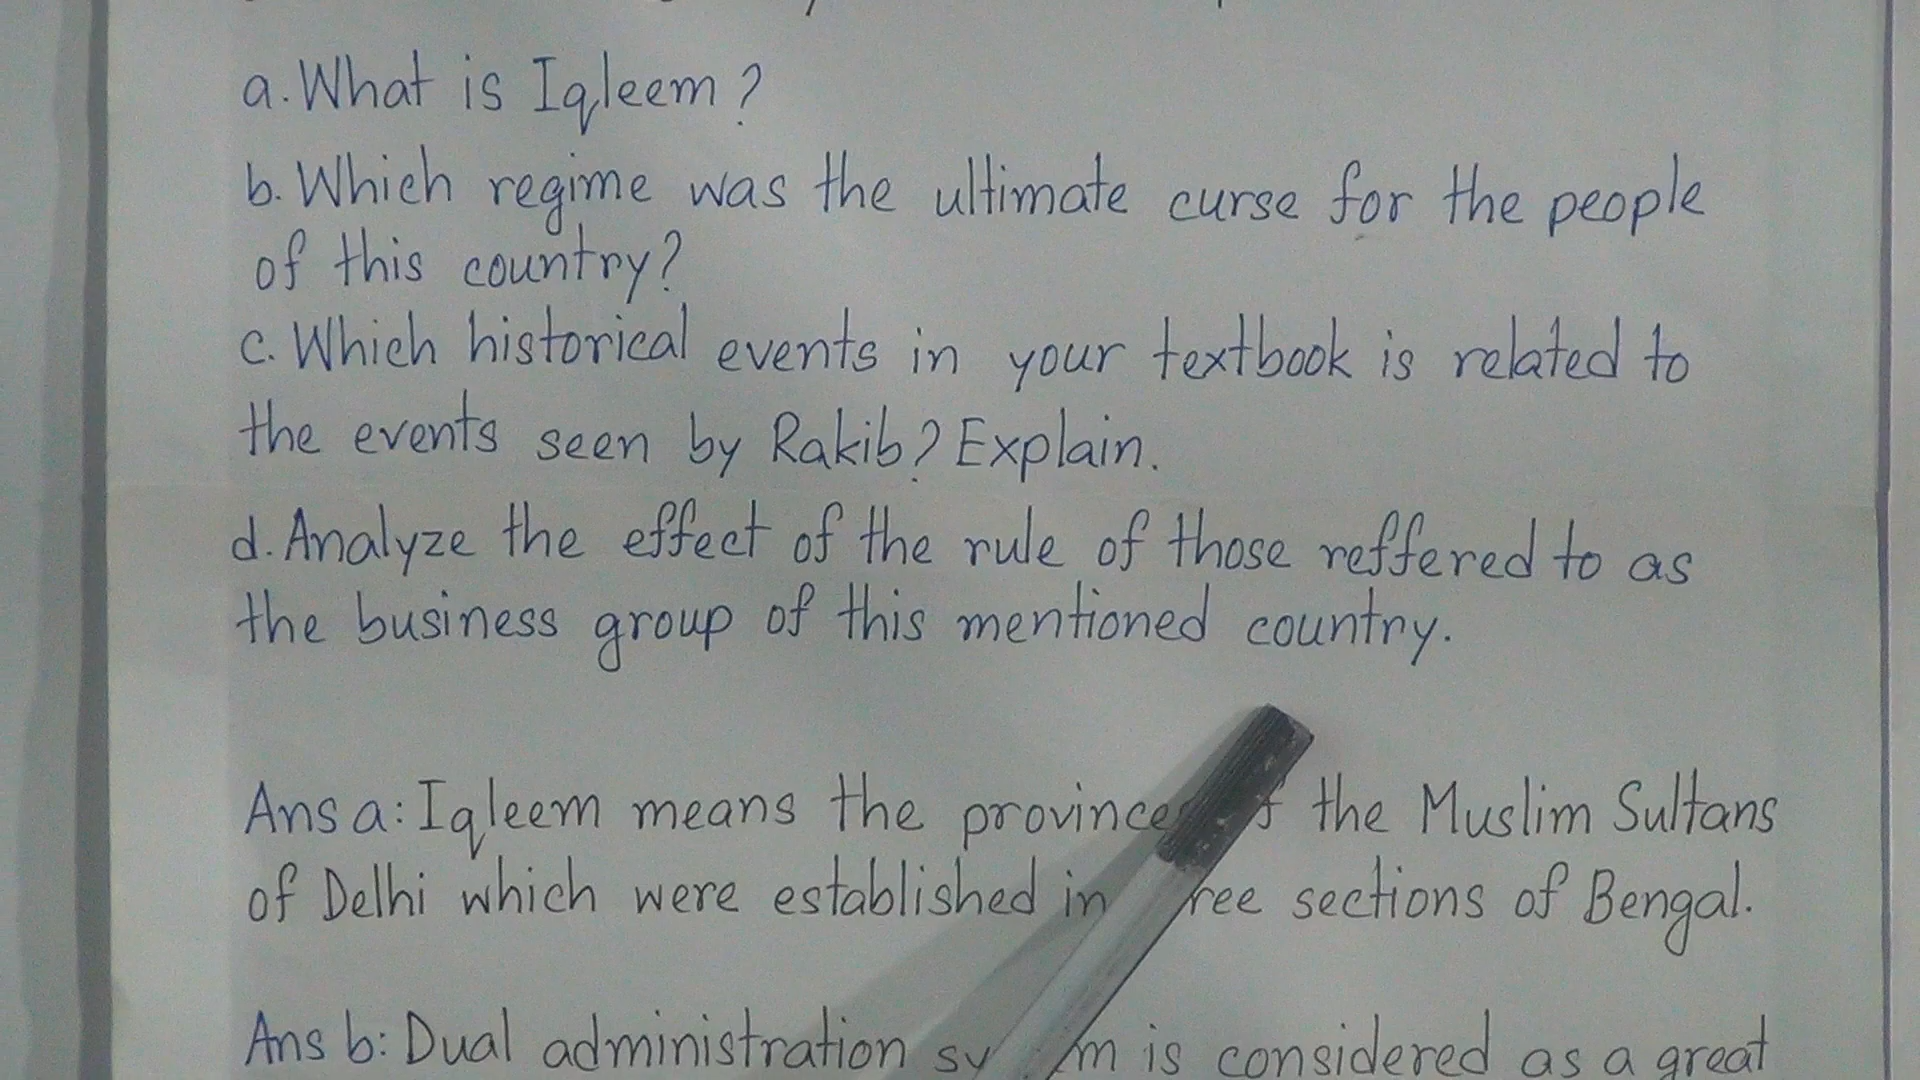 a. What is Iqleem?
b. Which regime was the ultimate curse for the people
of this country?
c. Which historical events in your textbook is related to
the events seen by Rakib? Explain.
d. Analyze the effect of the rule of those reffered to as
the business group of this mentioned country.
Ans a: Iqleem means the the Muslim Sultans
of Delhi which were established in sections of Bengal.
Ans b: Dual administration is considered as a great